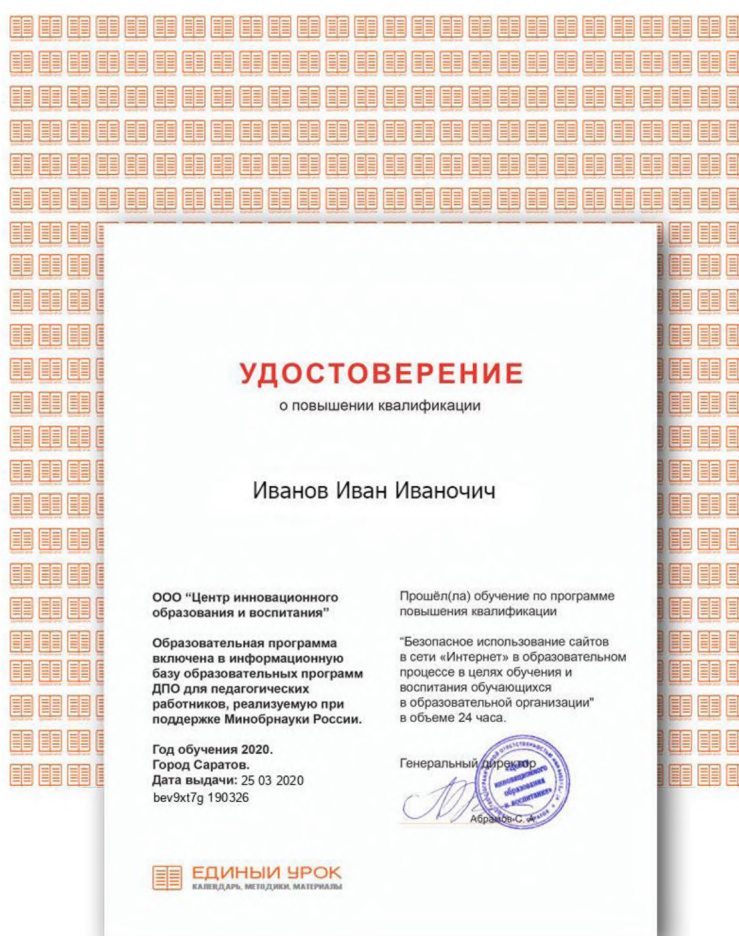 УДОСТОВЕРЕНИЕ
о повышении квалификации
Иванов Иван Иваночич
ООО “Центр инновационного
образования и воспитания”
Образовательная программа
включена в информационную
базу образовательных программ
ДПО для педагогических
работников, реализуемую при
поддержке Минобрнауки России.
Год обучения 2020.
Город Саратов.
Дата выдачи: 25 03 2020
bev9xt7g 190326
Прошёл(ла) обучение по программе
повышения квалификации
“Безопасное использование сайтов
в сети «Интернет» в образовательном
процессе в целях обучения и
воспитания обучающихся
в образовательной организации"
в объеме 24 часа.
Генеральный директор
инновационного
образования
и воспитания»
Абрамов С. А
ЕДИНЫЙ УРОК
КАЛЕНДАРЬ, МЕТОДИКИ, МАТЕРИАЛЫ